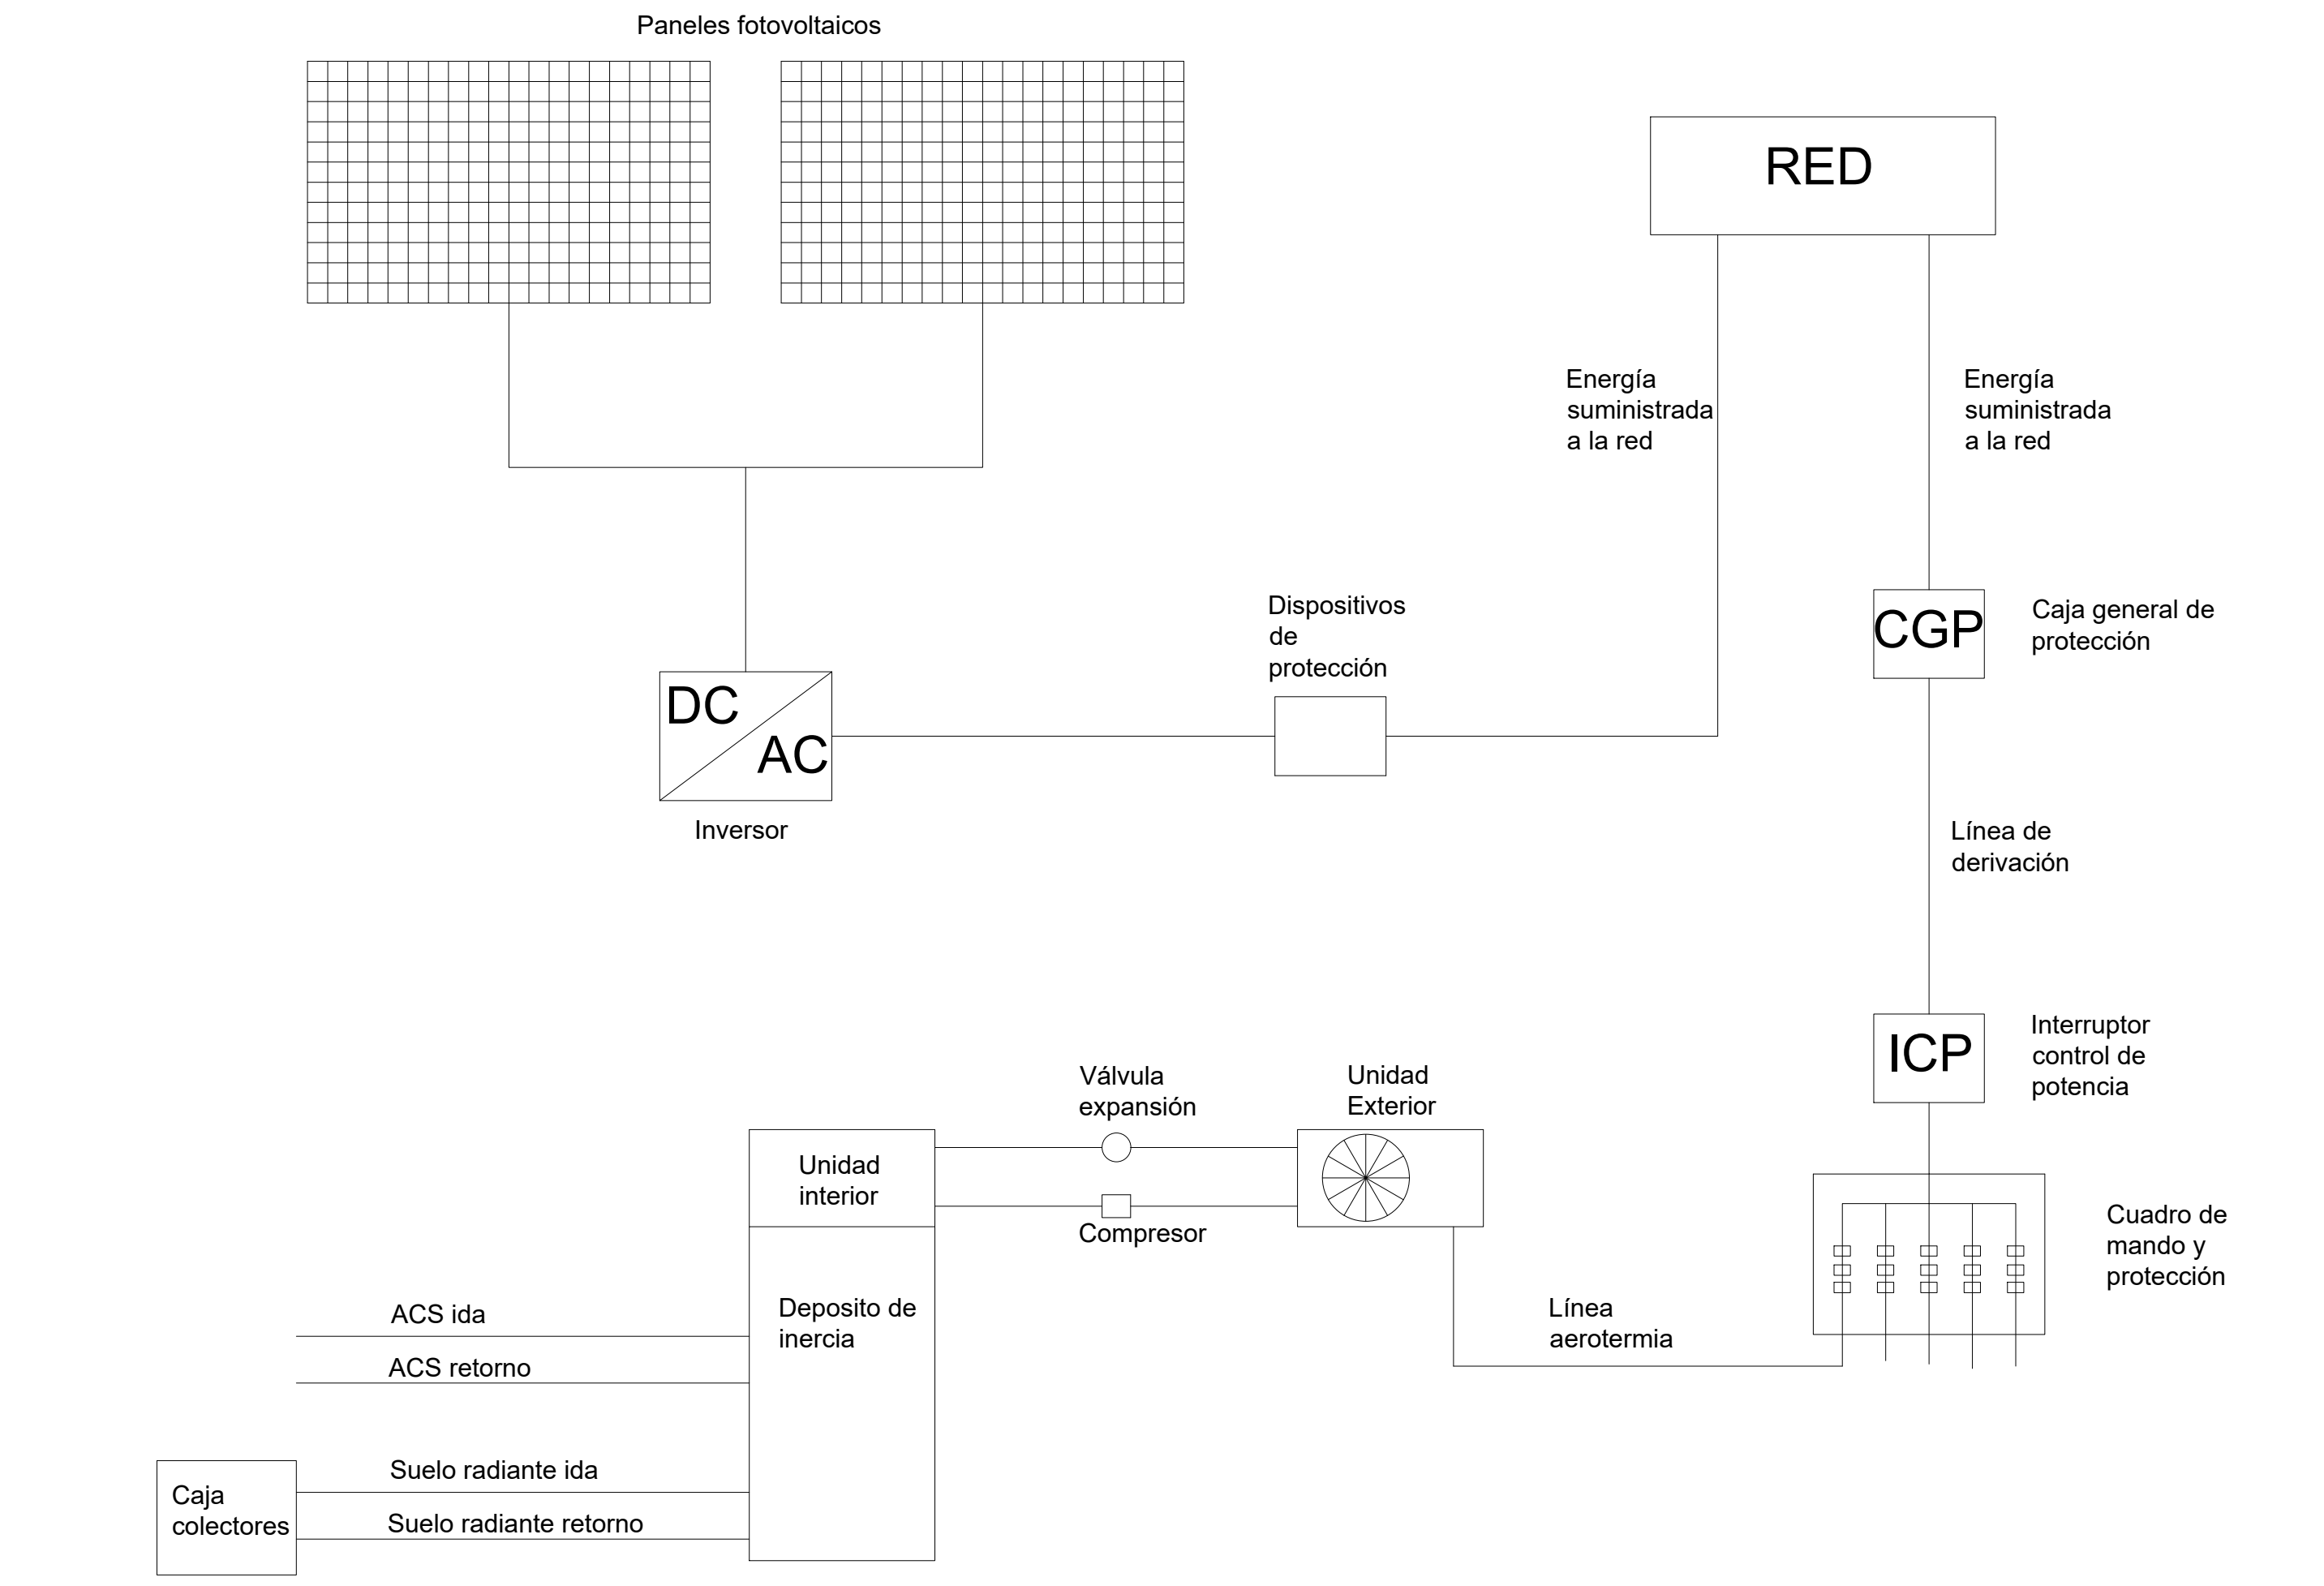 Paneles fotovoltaicos
RED
Energía
suministrada
a la red
Energía
suministrada
a la red
Dispositivos
de
protección
CGP
Caja general de
protección
DC
AC
Inversor
Línea de
derivación
ICP
Interruptor
control de
potencia
Válvula
expansión
Unidad
Exterior
Unidad
interior
Compresor
Cuadro de
mando y
protección
Deposito de
inercia
Línea
aerotermia
ACS ida
ACS retorno
Suelo radiante ida
Caja
colectores
Suelo radiante retorno